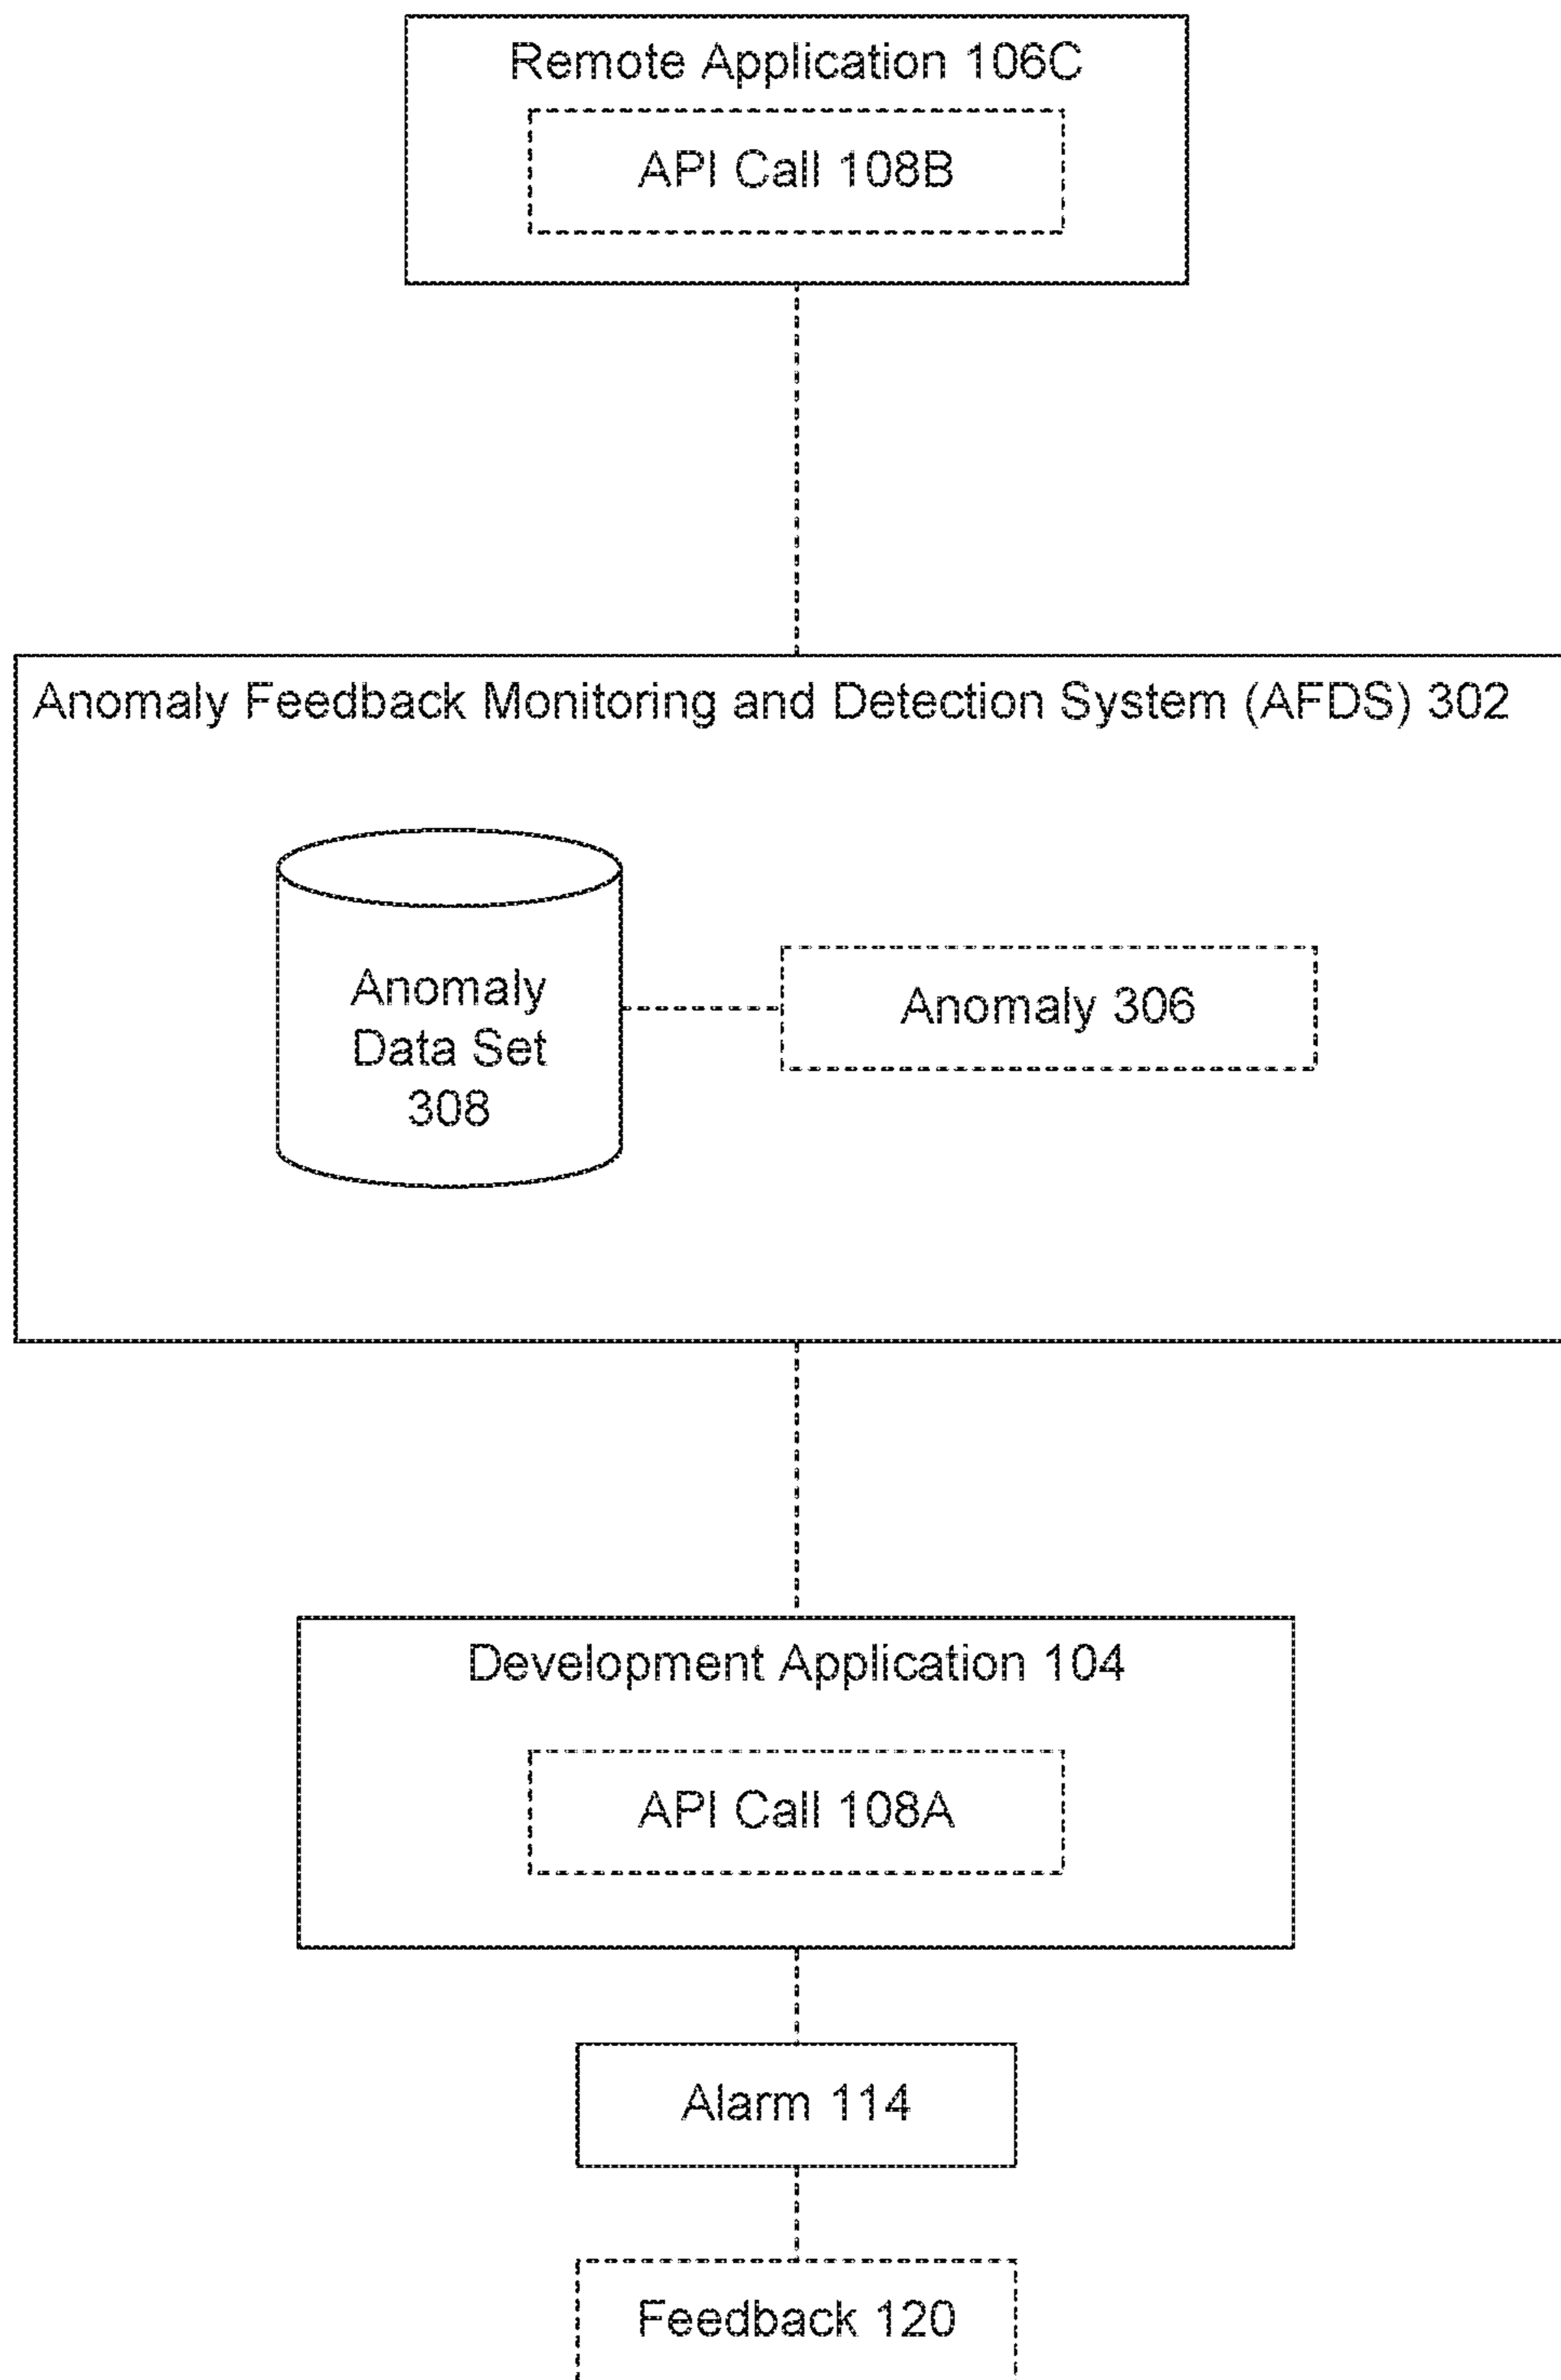 Remote Application 106C
API Call 108B
Anomaly Feedback Monitoring and Detection System (AFDS) 302
Anomaly
Data Set
308
Anomaly 306
Development Application 104
API Call 108A
Alarm 114
Feedback 120